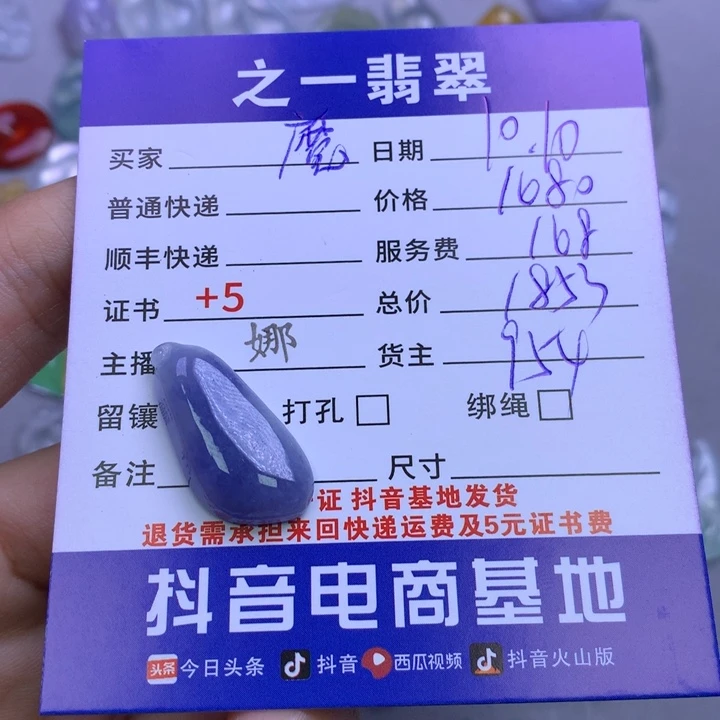 之一翡翠
买家 魔 日期 10.10
普通快递 价格 1680
顺丰快递 服务费 168
证书 +5 总价 1853
主播 娜 货主 954
留镶 打孔 绑绳
备注 尺寸
证 抖音基地发货
退货需承担来回快递运费及5元证书费
抖音电商基地
头条 今日头条 抖音 西瓜视频 抖音火山版